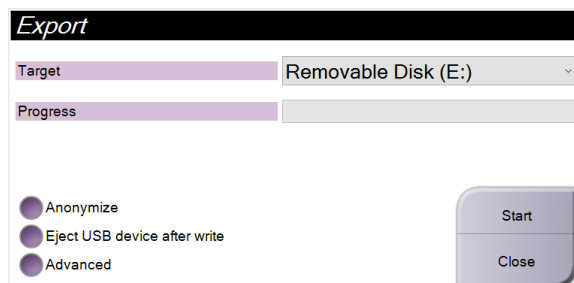 Export
Target
Removable Disk (E:)
Progress
Anonymize
Eject USB device after write
Advanced
Start
Close